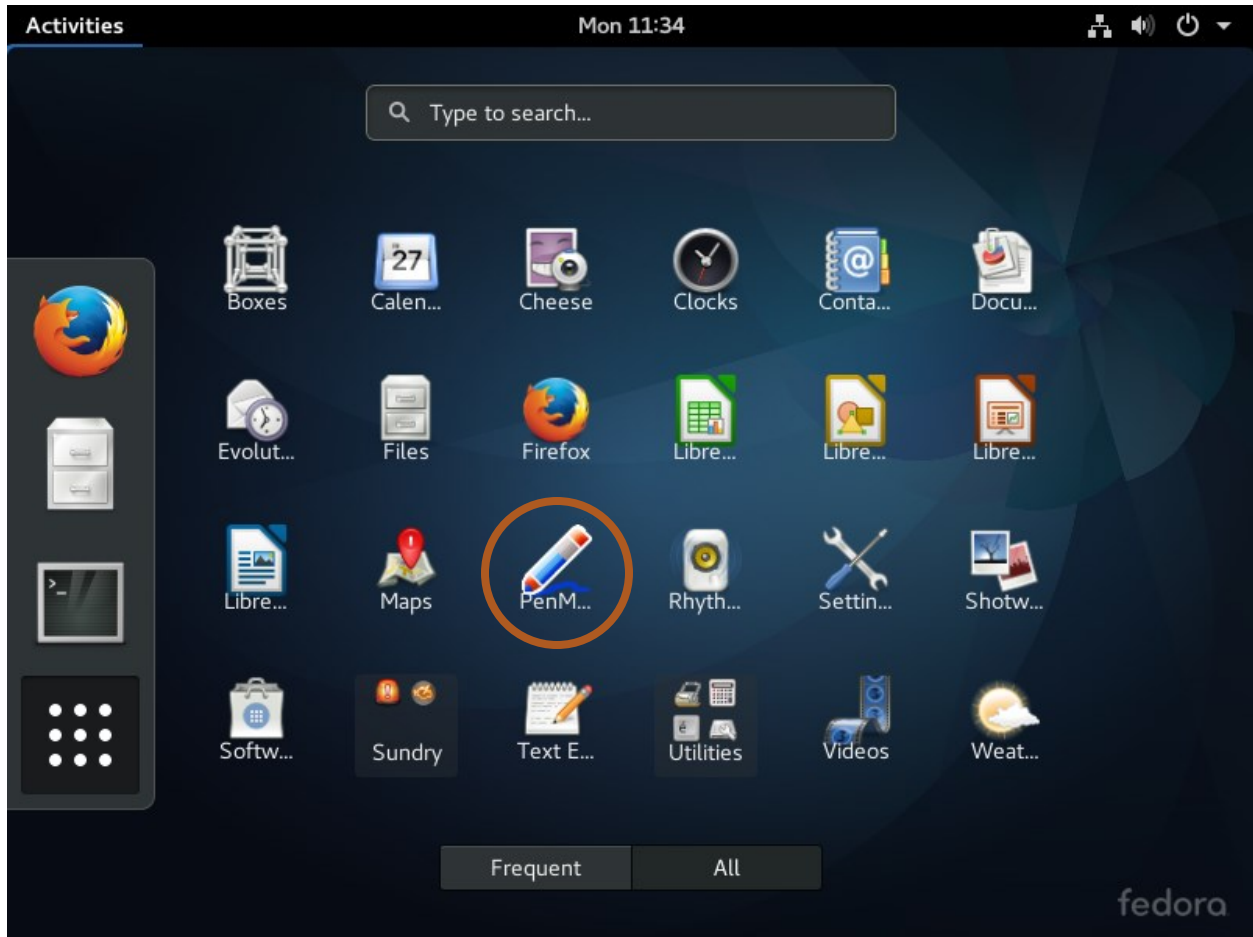 Activities Mon 11:34
Type to search...
27
Boxes Calen... Cheese Clocks Conta... Docu...
Evolut... Files Firefox Libre... Libre... Libre...
>_
Libre... Maps PenM... Rhyth... Settin... Shotw...
Softw... Sundry Text E... Utilities Videos Weat...
Frequent All
fedora